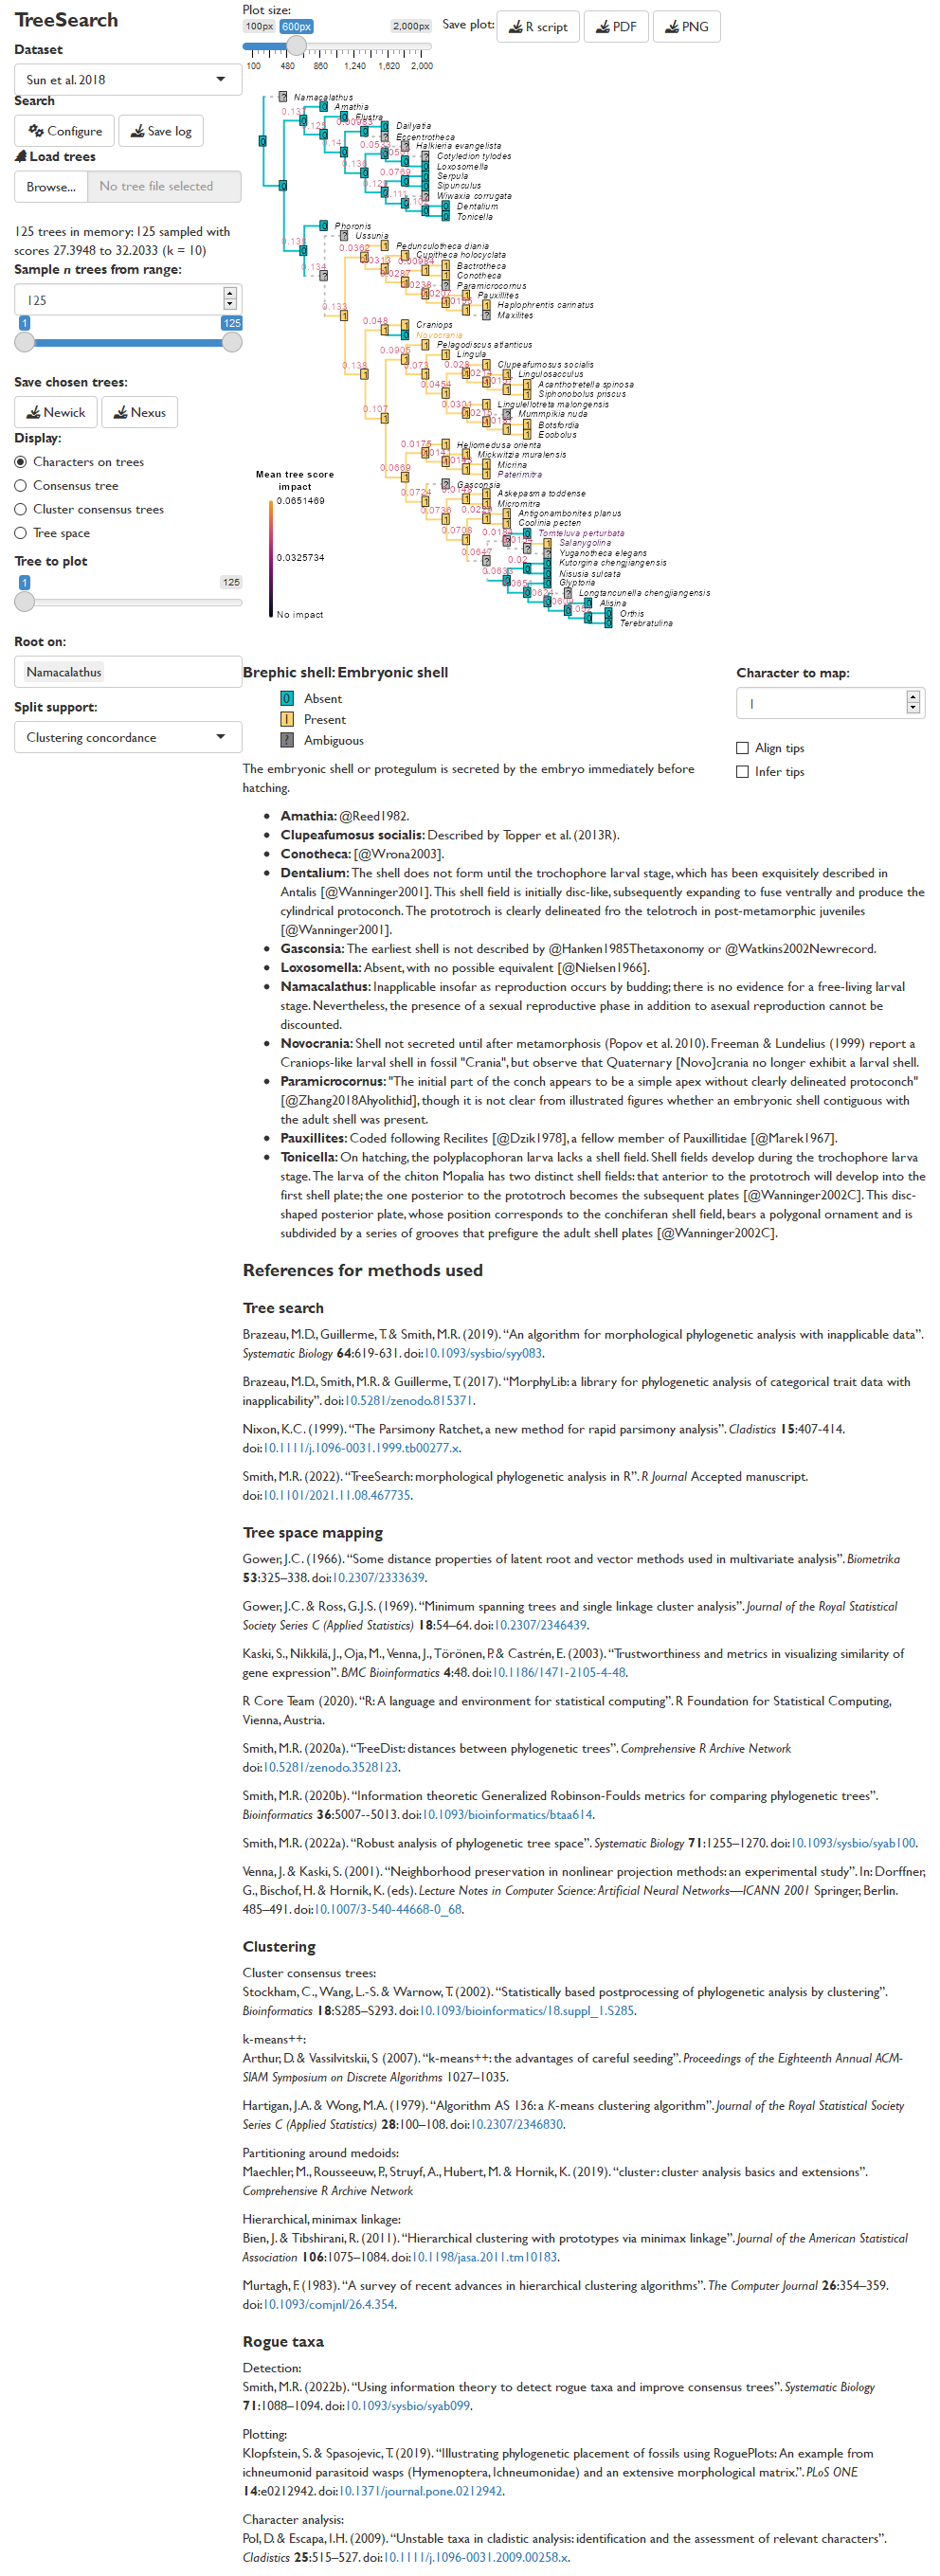 TreeSearch
Dataset
Sun et al. 2018
Search
Configure
Save log
Load trees
Browse...
No tree file selected
125 trees in memory: 125 sampled with
scores 27.3948 to 32.2033 (k = 10)
Sample n trees from range:
125
1
125
Save chosen trees:
Newick
Nexus
Display:
Characters on trees
Consensus tree
Cluster consensus trees
Tree space
Tree to plot
1
125
Root on:
Namacalathus
Split support:
Clustering concordance
Plot size:
100px
600px
2,000px
100 480 860 1,240 1,620 2,000
Save plot:
R script
PDF
PNG
Namacalathus
Amathia
Flustra
Dailyatia
Eccentrotheca
Halkieria evangelista
Cotyledion tylodes
Loxosomella
Serpula
Sipunculus
Wiwaxia corrugata
Dentalium
Tonicella
Phoronis
Ussunia
Pedunculotheca diania
Cupitheca holocyclata
Bactrotheca
Conotheca
Paramicrocornus
Pauxillites
Haplophrentis carinatus
Maxilites
Craniops
Novocrania
Pelagodiscus atlanticus
Lingula
Clupeafumosus socialis
Lingulosacculus
Acanthotretella spinosa
Siphonobolus priscus
Lingulellotreta malongensis
Mummpikia nuda
Botsfordia
Eoobolus
Heliomedusa orienta
Mickwitzia muralensis
Micrina
Paterimitra
Gasconsia
Askepasma toddense
Micromitra
Antigonambonites planus
Coolinia pecten
Tomteluva perturbata
Salanygolina
Yuganotheca elegans
Kutorgina chengjiangensis
Nisusia sulcata
Glyptoria
Longtancunella chengjiangensis
Alisina
Orthis
Terebratulina
Mean tree score
impact
0.0651469
0.0325734
No impact
Brephic shell: Embryonic shell
0 Absent
1 Present
? Ambiguous
Character to map:
1
Align tips
Infer tips
The embryonic shell or protegulum is secreted by the embryo immediately before
hatching.
Amathia: @Reed1982.
Clupeafumosus socialis: Described by Topper et al. (2013R).
Conotheca: [@Wrona2003].
Dentalium: The shell does not form until the trochophore larval stage, which has been exquisitely described in
Antalis [@Wanninger2001]. This shell field is initially disc-like, subsequently expanding to fuse ventrally and produce the
cylindrical protoconch. The prototroch is clearly delineated fro the telotroch in post-metamorphic juveniles
[@Wanninger2001].
Gasconsia: The earliest shell is not described by @Hanken1985Thetaxonomy or @Watkins2002Newrecord.
Loxosomella: Absent, with no possible equivalent [@Nielsen1966].
Namacalathus: Inapplicable insofar as reproduction occurs by budding; there is no evidence for a free-living larval
stage. Nevertheless, the presence of a sexual reproductive phase in addition to asexual reproduction cannot be
discounted.
Novocrania: Shell not secreted until after metamorphosis (Popov et al. 2010). Freeman & Lundelius (1999) report a
Craniops-like larval shell in fossil "Crania", but observe that Quaternary [Novo]crania no longer exhibit a larval shell.
Paramicrocornus: "The initial part of the conch appears to be a simple apex without clearly delineated protoconch"
[@Zhang2018Ahyolithid], though it is not clear from illustrated figures whether an embryonic shell contiguous with
the adult shell was present.
Pauxillites: Coded following Recilites [@Dzik1978], a fellow member of Pauxillitidae [@Marek1967].
Tonicella: On hatching, the polyplacophoran larva lacks a shell field. Shell fields develop during the trochophore larva
stage. The larva of the chiton Mopalia has two distinct shell fields: that anterior to the prototroch will develop into the
first shell plate; the one posterior to the prototroch becomes the subsequent plates [@Wanninger2002C]. This disc-
shaped posterior plate, whose position corresponds to the conchiferan shell field, bears a polygonal ornament and is
subdivided by a series of grooves that prefigure the adult shell plates [@Wanninger2002C].
References for methods used
Tree search
Brazeau, M.D., Guillerme, T. & Smith, M.R. (2019). “An algorithm for morphological phylogenetic analysis with inapplicable data”.
Systematic Biology 64:619-631. doi:10.1093/sysbio/syy083.
Brazeau, M.D., Smith, M.R. & Guillerme, T. (2017). “MorphyLib: a library for phylogenetic analysis of categorical trait data with
inapplicability”. doi:10.5281/zenodo.815371.
Nixon, K.C. (1999). “The Parsimony Ratchet, a new method for rapid parsimony analysis”. Cladistics 15:407-414.
doi:10.1111/j.1096-0031.1999.tb00277.x.
Smith, M.R. (2022). “TreeSearch: morphological phylogenetic analysis in R”. R Journal Accepted manuscript.
doi:10.1101/2021.11.08.467735.
Tree space mapping
Gower, J.C. (1966). “Some distance properties of latent root and vector methods used in multivariate analysis”. Biometrika
53:325–338. doi:10.2307/2333639.
Gower, J.C. & Ross, G.J.S. (1969). “Minimum spanning trees and single linkage cluster analysis”. Journal of the Royal Statistical
Society Series C (Applied Statistics) 18:54–64. doi:10.2307/2346439.
Kaski, S., Nikkilä, J., Oja, M., Venna, J., Törönen, P. & Castrén, E. (2003). “Trustworthiness and metrics in visualizing similarity of
gene expression”. BMC Bioinformatics 4:48. doi:10.1186/1471-2105-4-48.
R Core Team (2020). “R: A language and environment for statistical computing”. R Foundation for Statistical Computing,
Vienna, Austria.
Smith, M.R. (2020a). “TreeDist: distances between phylogenetic trees”. Comprehensive R Archive Network
doi:10.5281/zenodo.3528123.
Smith, M.R. (2020b). “Information theoretic Generalized Robinson-Foulds metrics for comparing phylogenetic trees”.
Bioinformatics 36:5007--5013. doi:10.1093/bioinformatics/btaa614.
Smith, M.R. (2022a). “Robust analysis of phylogenetic tree space”. Systematic Biology 71:1255–1270. doi:10.1093/sysbio/syab100.
Venna, J. & Kaski, S. (2001). “Neighborhood preservation in nonlinear projection methods: an experimental study”. In: Dorffner,
G., Bischof, H. & Hornik, K. (eds). Lecture Notes in Computer Science: Artificial Neural Networks—ICANN 2001 Springer, Berlin.
485–491. doi:10.1007/3-540-44668-0_68.
Clustering
Cluster consensus trees:
Stockham, C., Wang, L.-S. & Warnow, T. (2002). “Statistically based postprocessing of phylogenetic analysis by clustering”.
Bioinformatics 18:S285–S293. doi:10.1093/bioinformatics/18.suppl_1.S285.
k-means++:
Arthur, D. & Vassilvitskii, S (2007). “k-means++: the advantages of careful seeding”. Proceedings of the Eighteenth Annual ACM-
SIAM Symposium on Discrete Algorithms 1027–1035.
Hartigan, J.A. & Wong, M.A. (1979). “Algorithm AS 136: a K-means clustering algorithm”. Journal of the Royal Statistical Society
Series C (Applied Statistics) 28:100–108. doi:10.2307/2346830.
Partitioning around medoids:
Maechler, M., Rousseeuw, P., Struyf, A., Hubert, M. & Hornik, K. (2019). “cluster: cluster analysis basics and extensions”.
Comprehensive R Archive Network
Hierarchical, minimax linkage:
Bien, J. & Tibshirani, R. (2011). “Hierarchical clustering with prototypes via minimax linkage”. Journal of the American Statistical
Association 106:1075–1084. doi:10.1198/jasa.2011.tm10183.
Murtagh, F. (1983). “A survey of recent advances in hierarchical clustering algorithms”. The Computer Journal 26:354–359.
doi:10.1093/comjnl/26.4.354.
Rogue taxa
Detection:
Smith, M.R. (2022b). “Using information theory to detect rogue taxa and improve consensus trees”. Systematic Biology
71:1088–1094. doi:10.1093/sysbio/syab099.
Plotting:
Klopfstein, S. & Spasojevic, T. (2019). “Illustrating phylogenetic placement of fossils using RoguePlots: An example from
ichneumonid parasitoid wasps (Hymenoptera, Ichneumonidae) and an extensive morphological matrix.”. PLoS ONE
14:e0212942. doi:10.1371/journal.pone.0212942.
Character analysis:
Pol, D. & Escapa, I.H. (2009). “Unstable taxa in cladistic analysis: identification and the assessment of relevant characters”.
Cladistics 25:515–527. doi:10.1111/j.1096-0031.2009.00258.x.